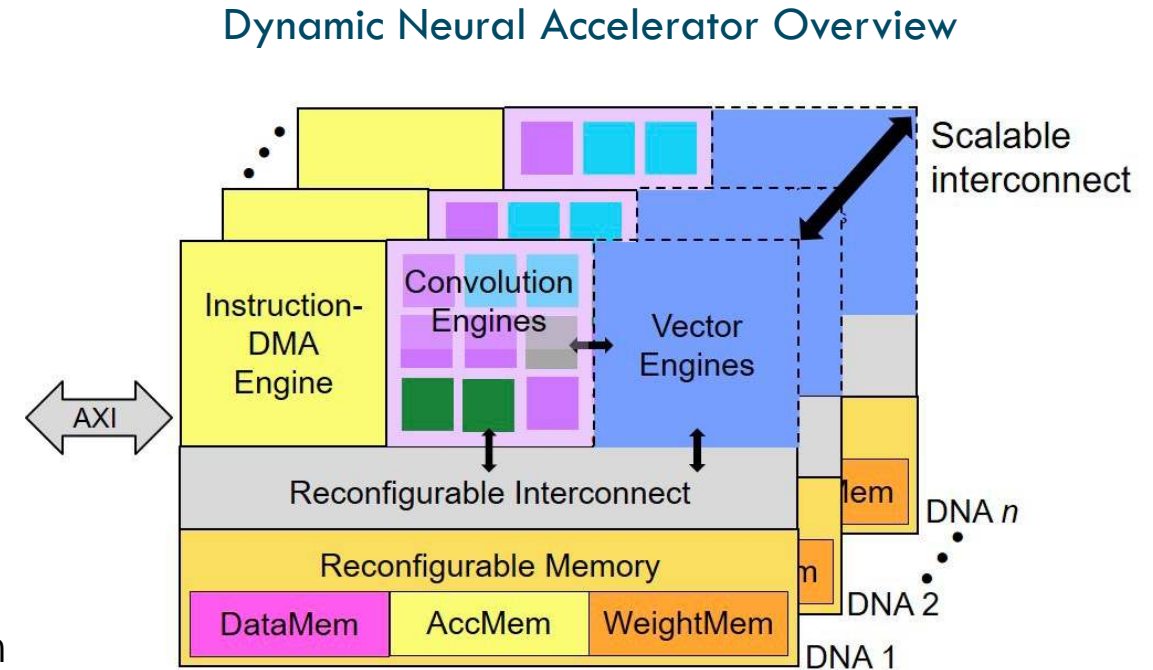 Dynamic Neural Accelerator Overview
Scalable
interconnect
Instruction-
DMA
Engine
Convolution
Engines
Vector
Engines
AXI
Reconfigurable Interconnect
Reconfigurable Memory
DataMem
AccMem
WeightMem
DNA n
DNA 2
DNA 1